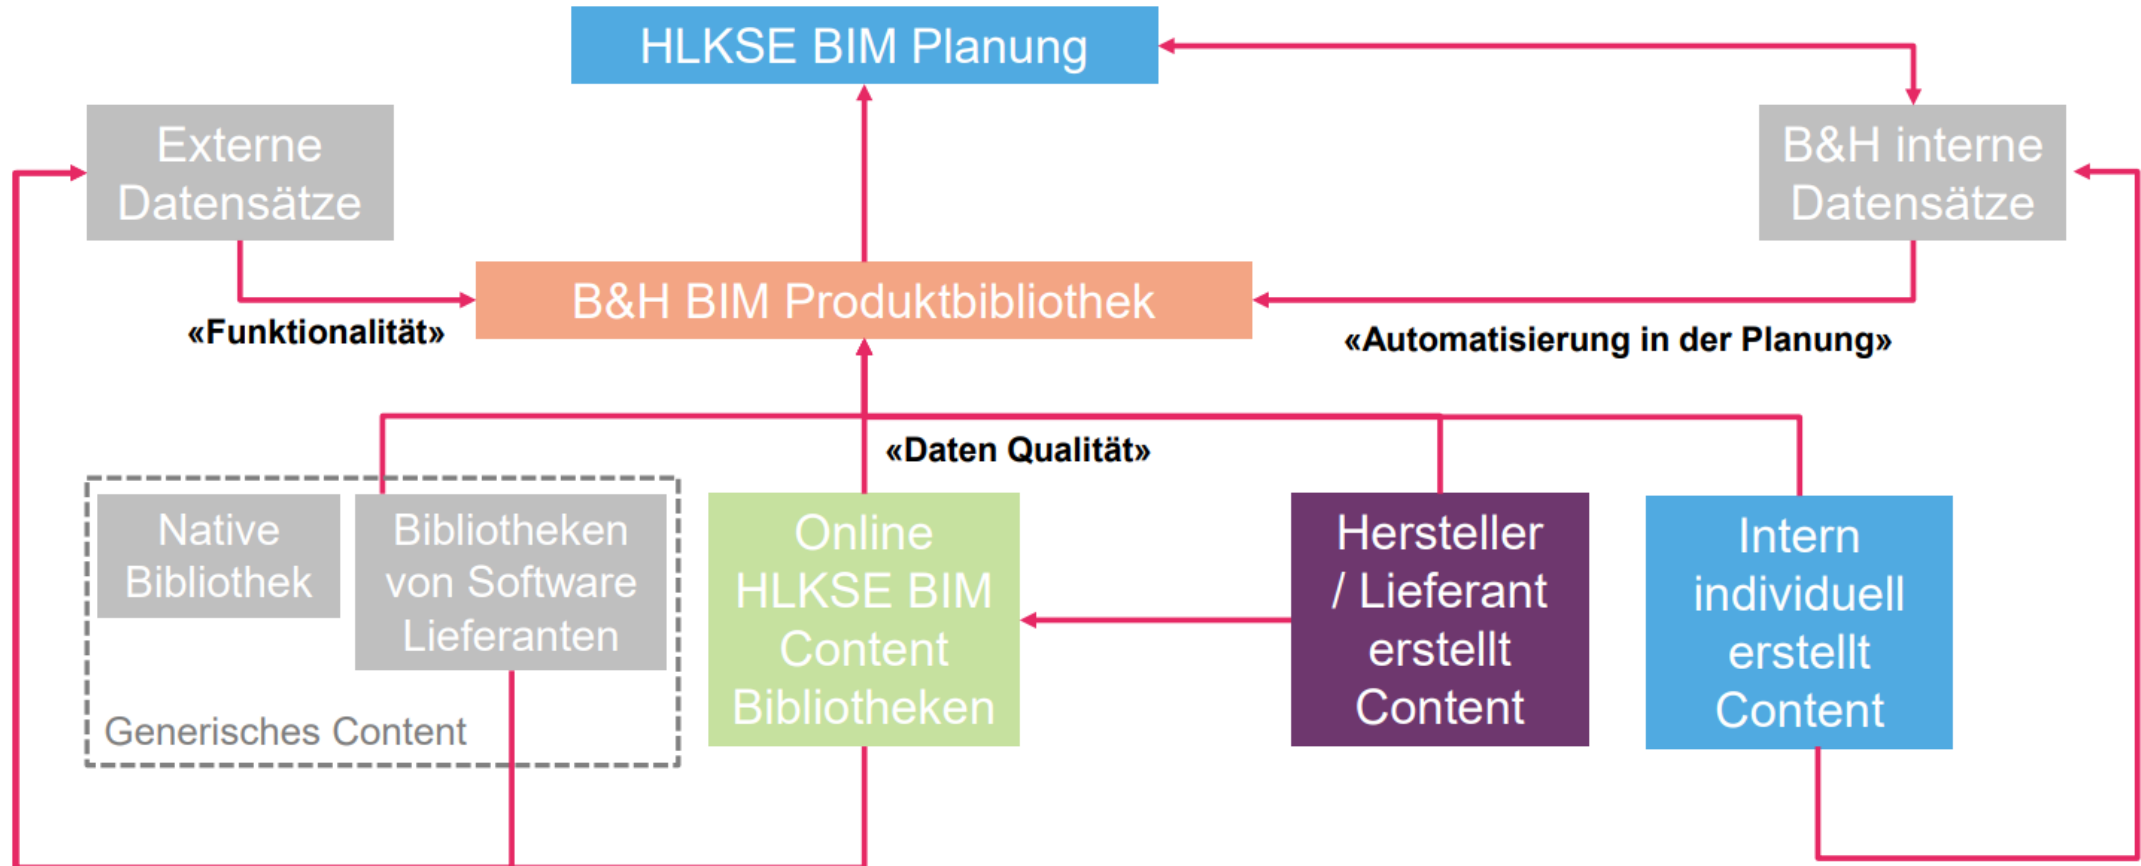 HLKSE BIM Planung
Externe
Datensätze
B&H interne
Datensätze
B&H BIM Produktbibliothek
«Funktionalität»
«Automatisierung in der Planung»
«Daten Qualität»
Native
Bibliothek
Bibliotheken
von Software
Lieferanten
Generisches Content
Online
HLKSE BIM
Content
Bibliotheken
Hersteller
/ Lieferant
erstellt
Content
Intern
individuell
erstellt
Content